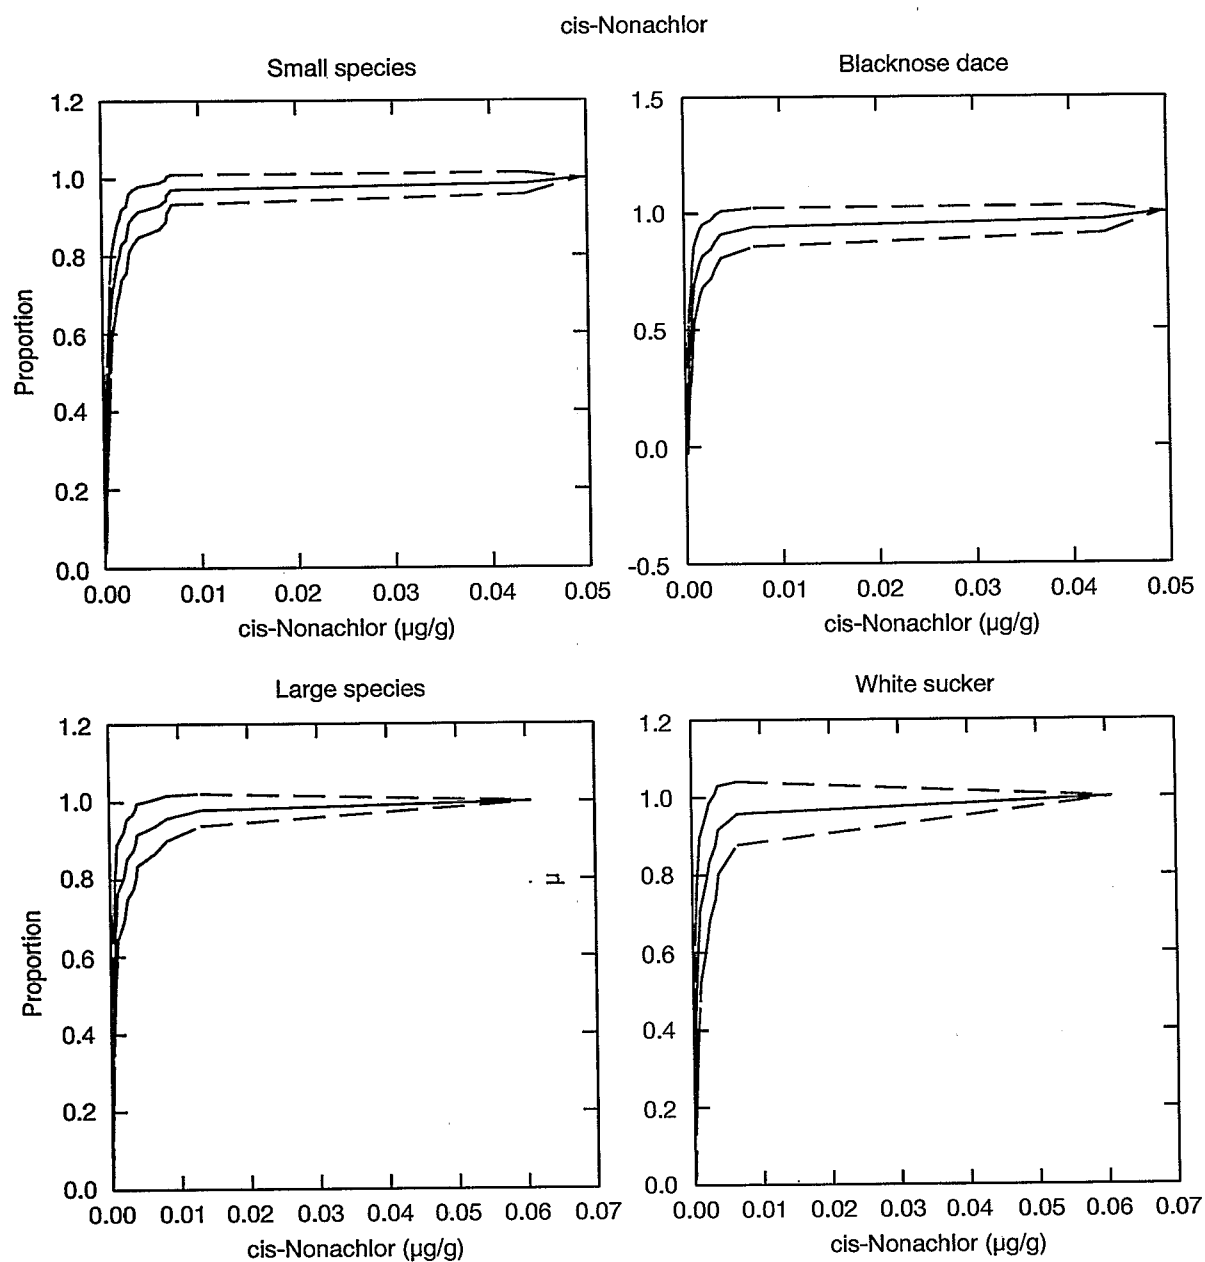 cis-Nonachlor
Small species
1.2
1.0
0.8
0.6
0.4
0.2
0.0
Proportion
0.00 0.01 0.02 0.03 0.04 0.05
cis-Nonachlor (µg/g)
Blacknose dace
1.5
1.0
0.5
0.0
-0.5
0.00 0.01 0.02 0.03 0.04 0.05
cis-Nonachlor (µg/g)
Large species
1.2
1.0
0.8
0.6
0.4
0.2
0.0
Proportion
µ
0.00 0.01 0.02 0.03 0.04 0.05 0.06 0.07
cis-Nonachlor (µg/g)
White sucker
1.2
1.0
0.8
0.6
0.4
0.2
0.0
0.00 0.01 0.02 0.03 0.04 0.05 0.06 0.07
cis-Nonachlor (µg/g)